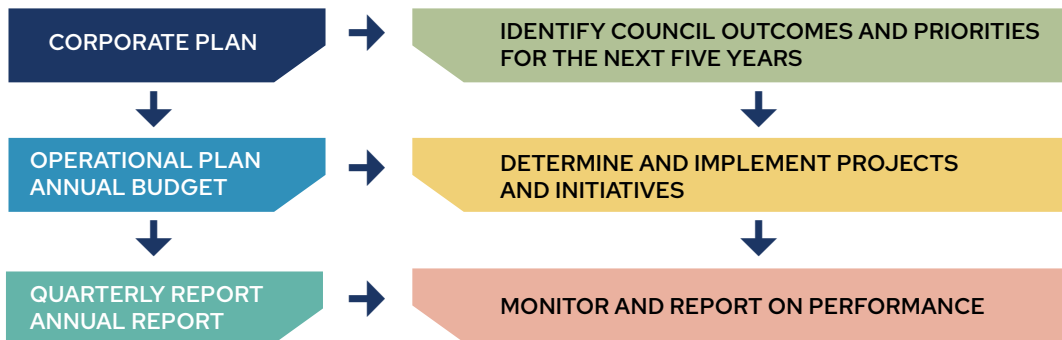 CORPORATE PLAN
IDENTIFY COUNCIL OUTCOMES AND PRIORITIES
FOR THE NEXT FIVE YEARS
OPERATIONAL PLAN
ANNUAL BUDGET
DETERMINE AND IMPLEMENT PROJECTS
AND INITIATIVES
QUARTERLY REPORT
ANNUAL REPORT
MONITOR AND REPORT ON PERFORMANCE